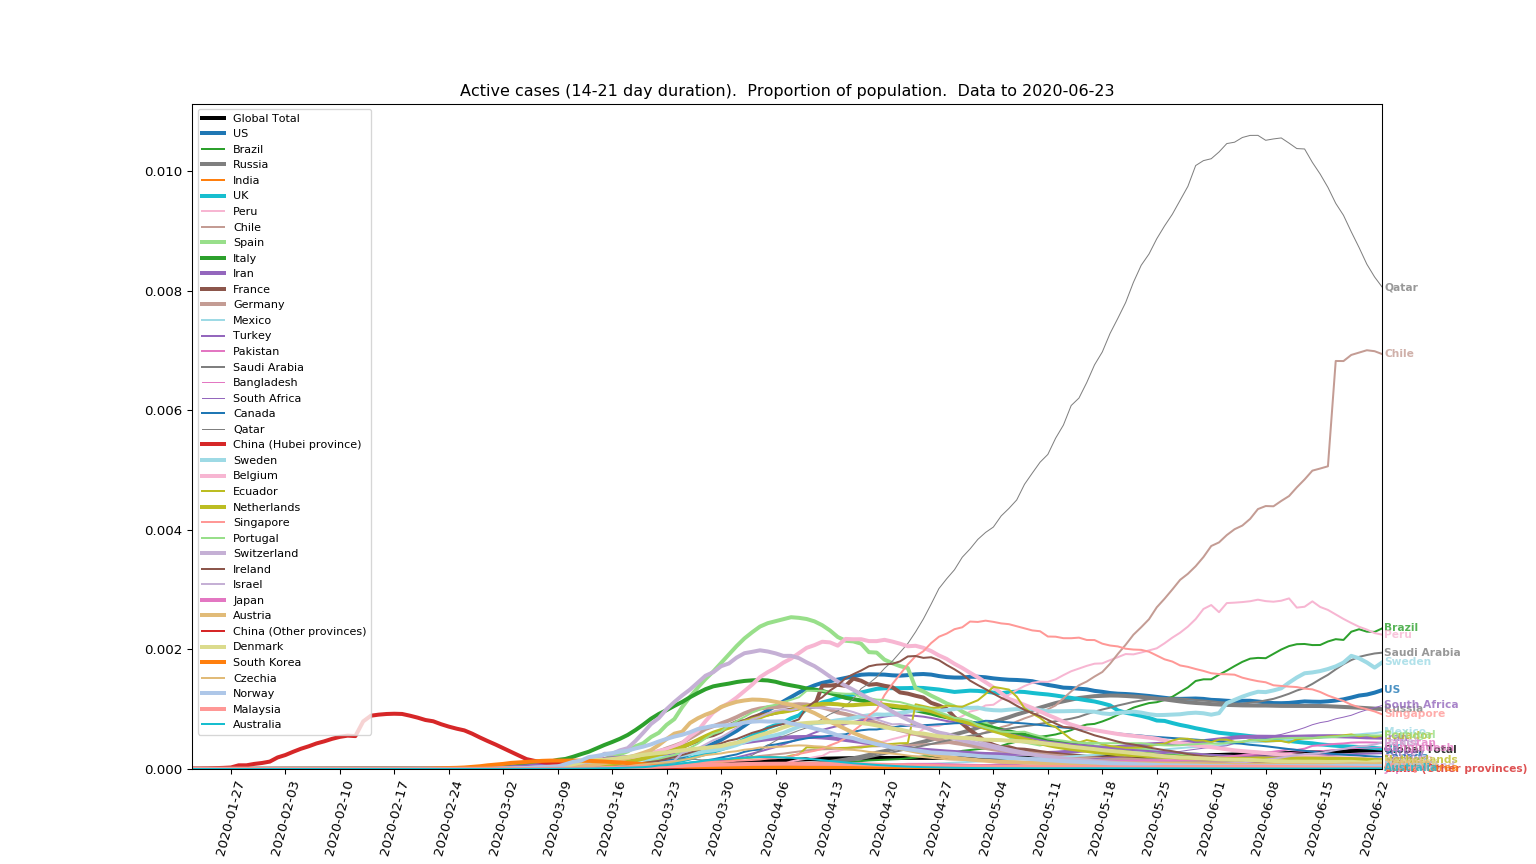 Active cases (14-21 day duration).  Proportion of population.  Data to 2020-06-23
0.010
0.008
0.006
0.004
0.002
0.000
Global Total
US
Brazil
Russia
India
UK
Peru
Chile
Spain
Italy
Iran
France
Germany
Mexico
Turkey
Pakistan
Saudi Arabia
Bangladesh
South Africa
Canada
Qatar
China (Hubei province)
Sweden
Belgium
Ecuador
Netherlands
Singapore
Portugal
Switzerland
Ireland
Israel
Japan
Austria
China (Other provinces)
Denmark
South Korea
Czechia
Norway
Malaysia
Australia
Qatar
Chile
Brazil
Peru
Saudi Arabia
Sweden
US
South Africa
Singapore
Global Total
(Other provinces)
2020-01-27
2020-02-03
2020-02-10
2020-02-17
2020-02-24
2020-03-02
2020-03-09
2020-03-16
2020-03-23
2020-03-30
2020-04-06
2020-04-13
2020-04-20
2020-04-27
2020-05-04
2020-05-11
2020-05-18
2020-05-25
2020-06-01
2020-06-08
2020-06-15
2020-06-22